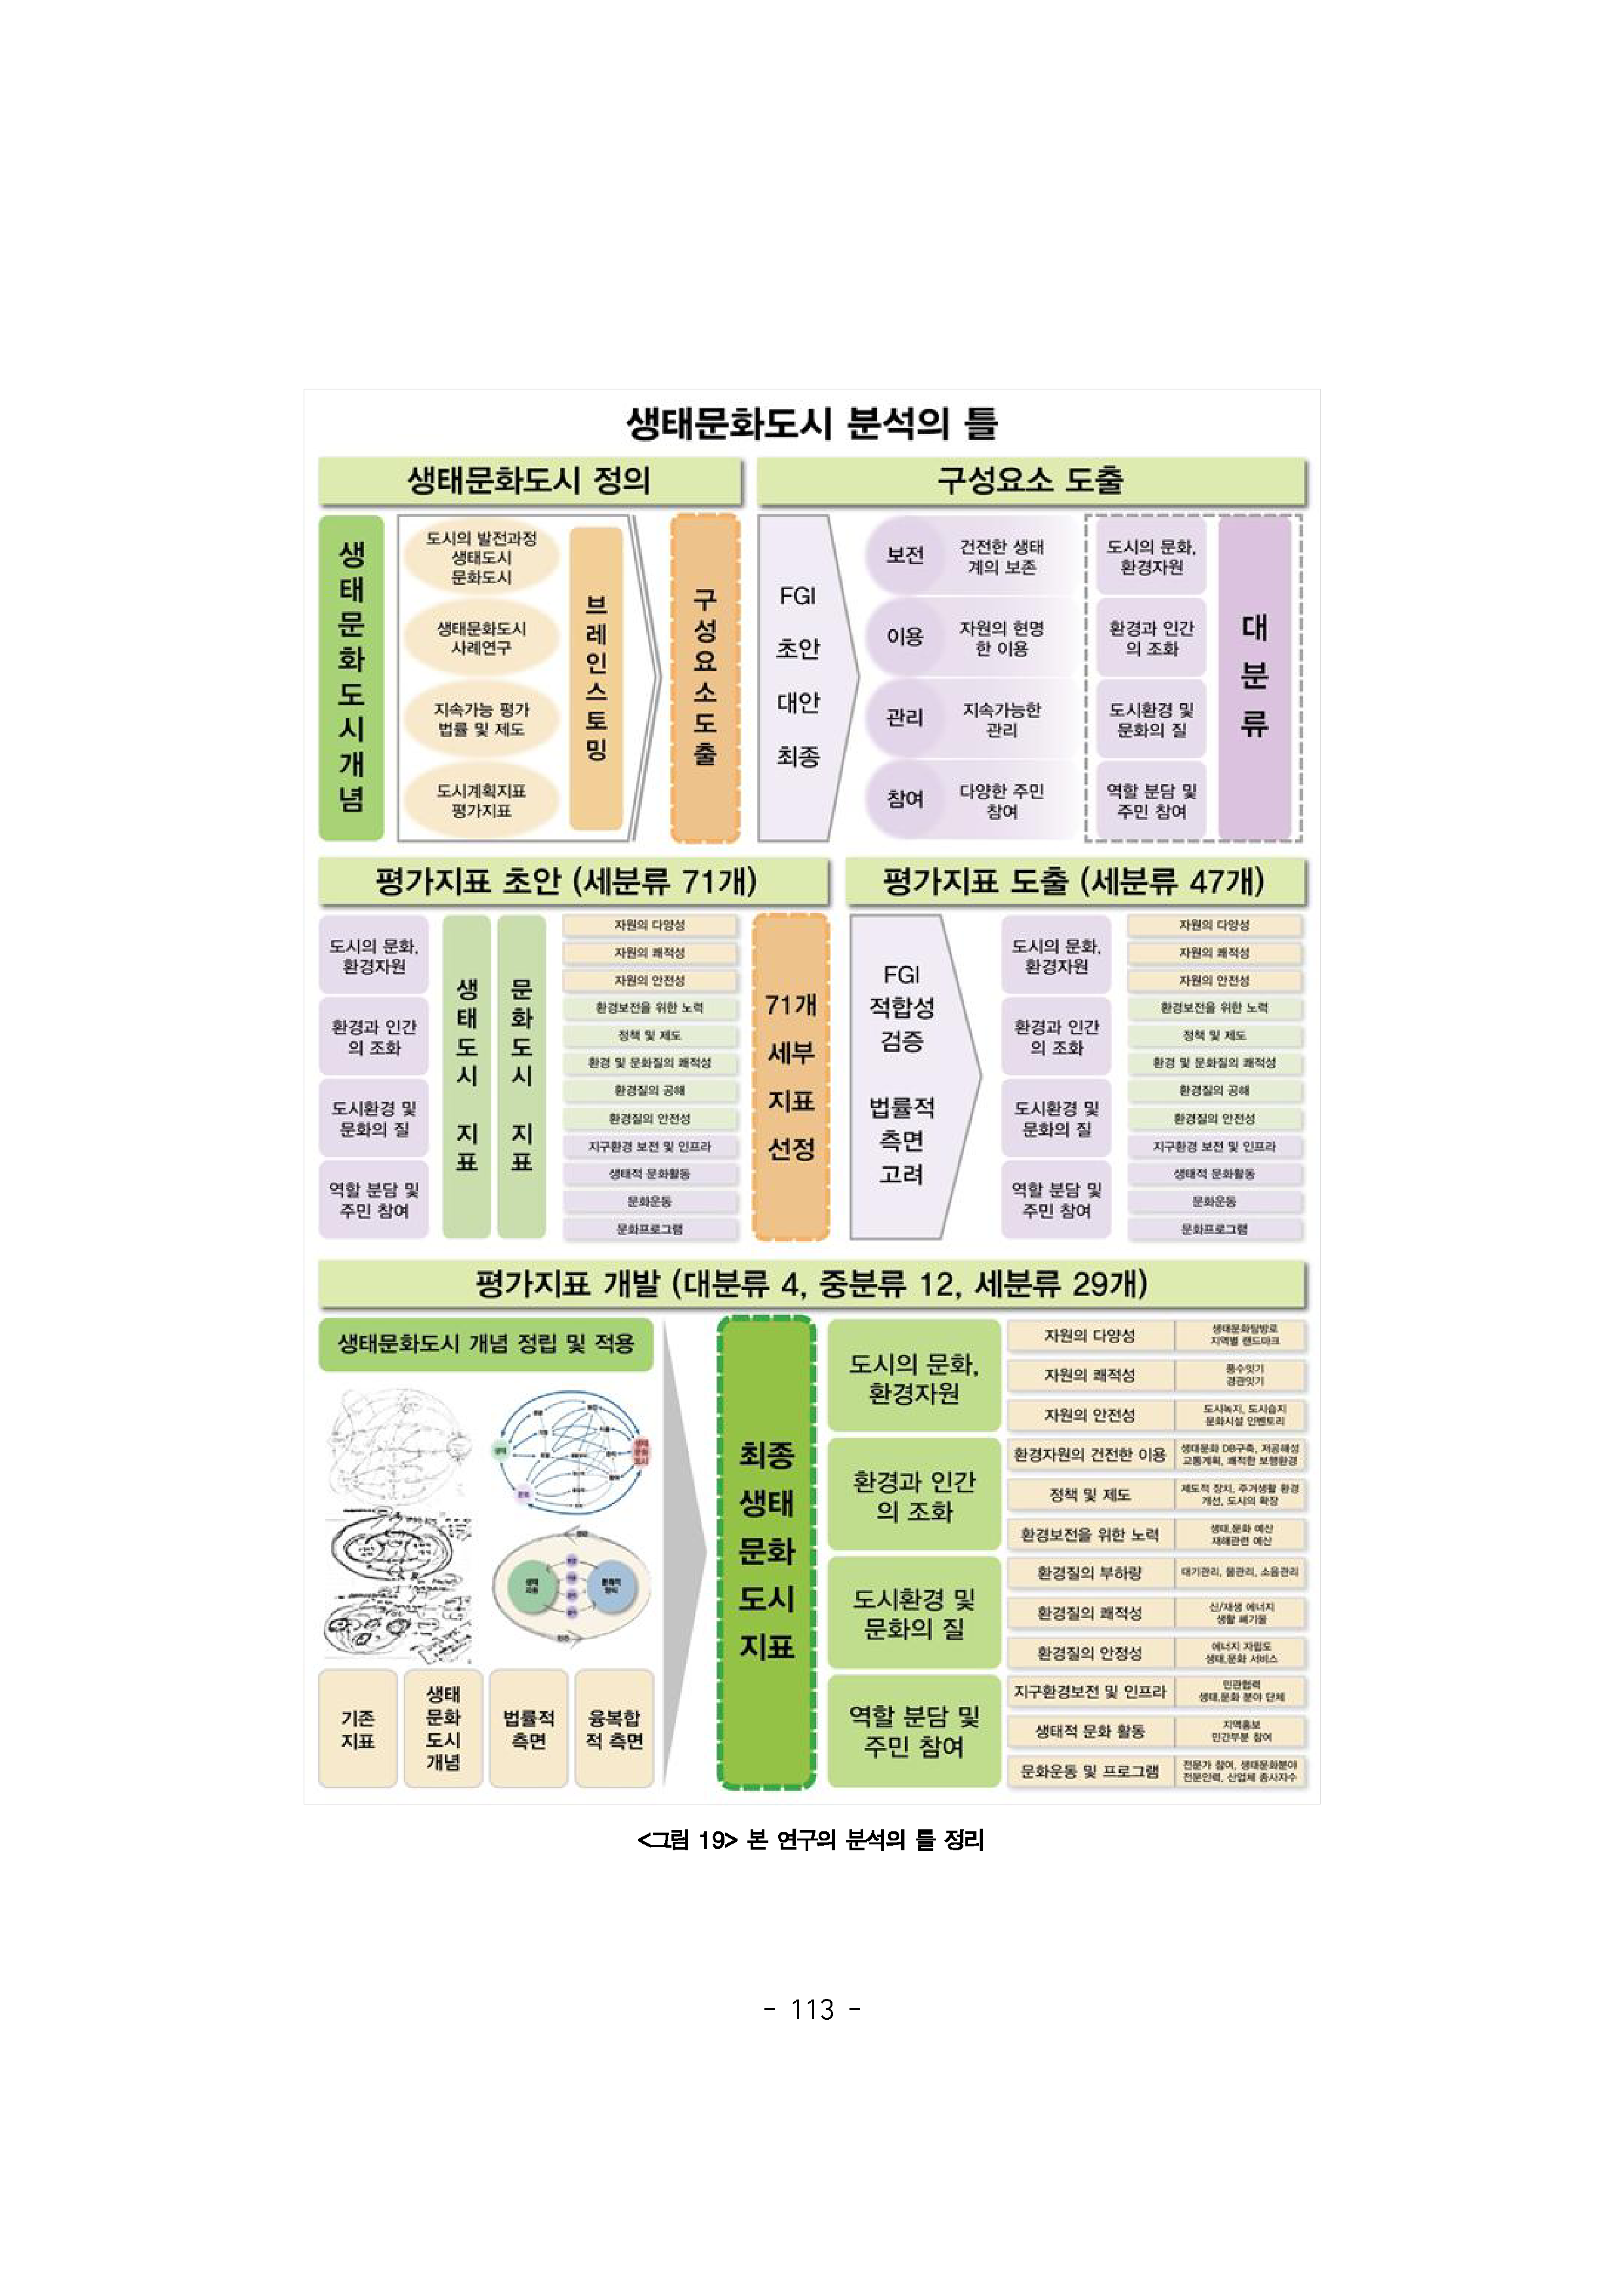 생태문화도시 분석의 틀
생태문화도시 정의
생태문화도시개념
도시의 발전과정
생태도시
문화도시
생태문화도시
사례연구
지속가능 평가
법률 및 제도
도시계획지표
평가지표
브레인스토밍
구성요소도출
구성요소 도출
FGI
초안
대안
최종
보전
건전한 생태
계의 보존
이용
자원의 현명
한 이용
관리
지속가능한
관리
참여
다양한 주민
참여
도시의 문화,
환경자원
환경과 인간
의 조화
도시환경 및
문화의 질
역할 분담 및
주민 참여
대분류
평가지표 초안 (세분류 71개)
도시의 문화,
환경자원
환경과 인간
의 조화
도시환경 및
문화의 질
역할 분담 및
주민 참여
생태도시 지표
문화도시 지표
자원의 다양성
자원의 쾌적성
자원의 안전성
환경보전을 위한 노력
정책 및 제도
환경 및 문화질의 쾌적성
환경질의 공해
환경질의 안전성
지구환경 보전 및 인프라
생태적 문화활동
문화운동
문화프로그램
71개
세부
지표
선정
평가지표 도출 (세분류 47개)
FGI
적합성
검증
법률적
측면
고려
도시의 문화,
환경자원
환경과 인간
의 조화
도시환경 및
문화의 질
역할 분담 및
주민 참여
자원의 다양성
자원의 쾌적성
자원의 안전성
환경보전을 위한 노력
정책 및 제도
환경 및 문화질의 쾌적성
환경질의 공해
환경질의 안전성
지구환경 보전 및 인프라
생태적 문화활동
문화운동
문화프로그램
평가지표 개발 (대분류 4, 중분류 12, 세분류 29개)
생태문화도시 개념 정립 및 적용
기존
지표
생태
문화
도시
개념
법률적
측면
융복합
적 측면
최종
생태
문화
도시
지표
도시의 문화,
환경자원
환경과 인간
의 조화
도시환경 및
문화의 질
역할 분담 및
주민 참여
자원의 다양성
생태문화탐방로
지역별 랜드마크
자원의 쾌적성
풍수잇기
경관잇기
자원의 안전성
도시녹지, 도시습지
문화시설 인벤토리
환경자원의 건전한 이용
생태문화 DB구축, 저공해성
교통계획, 쾌적한 보행환경
정책 및 제도
제도적 장치, 주거생활 환경
개선, 도시의 확장
환경보전을 위한 노력
생태,문화 예산
재해관련 예산
환경질의 부하량
대기관리, 물관리, 소음관리
환경질의 쾌적성
신/재생 에너지
생활 폐기물
환경질의 안정성
에너지 자립도
생태,문화 서비스
지구환경보전 및 인프라
민관협력
생태,문화 분야 단체
생태적 문화 활동
지역홍보
민간부분 참여
문화운동 및 프로그램
전문가 참여, 생태문화분야
전문인력, 산업체 종사자수
<그림 19> 본 연구의 분석의 틀 정리
- 113 -